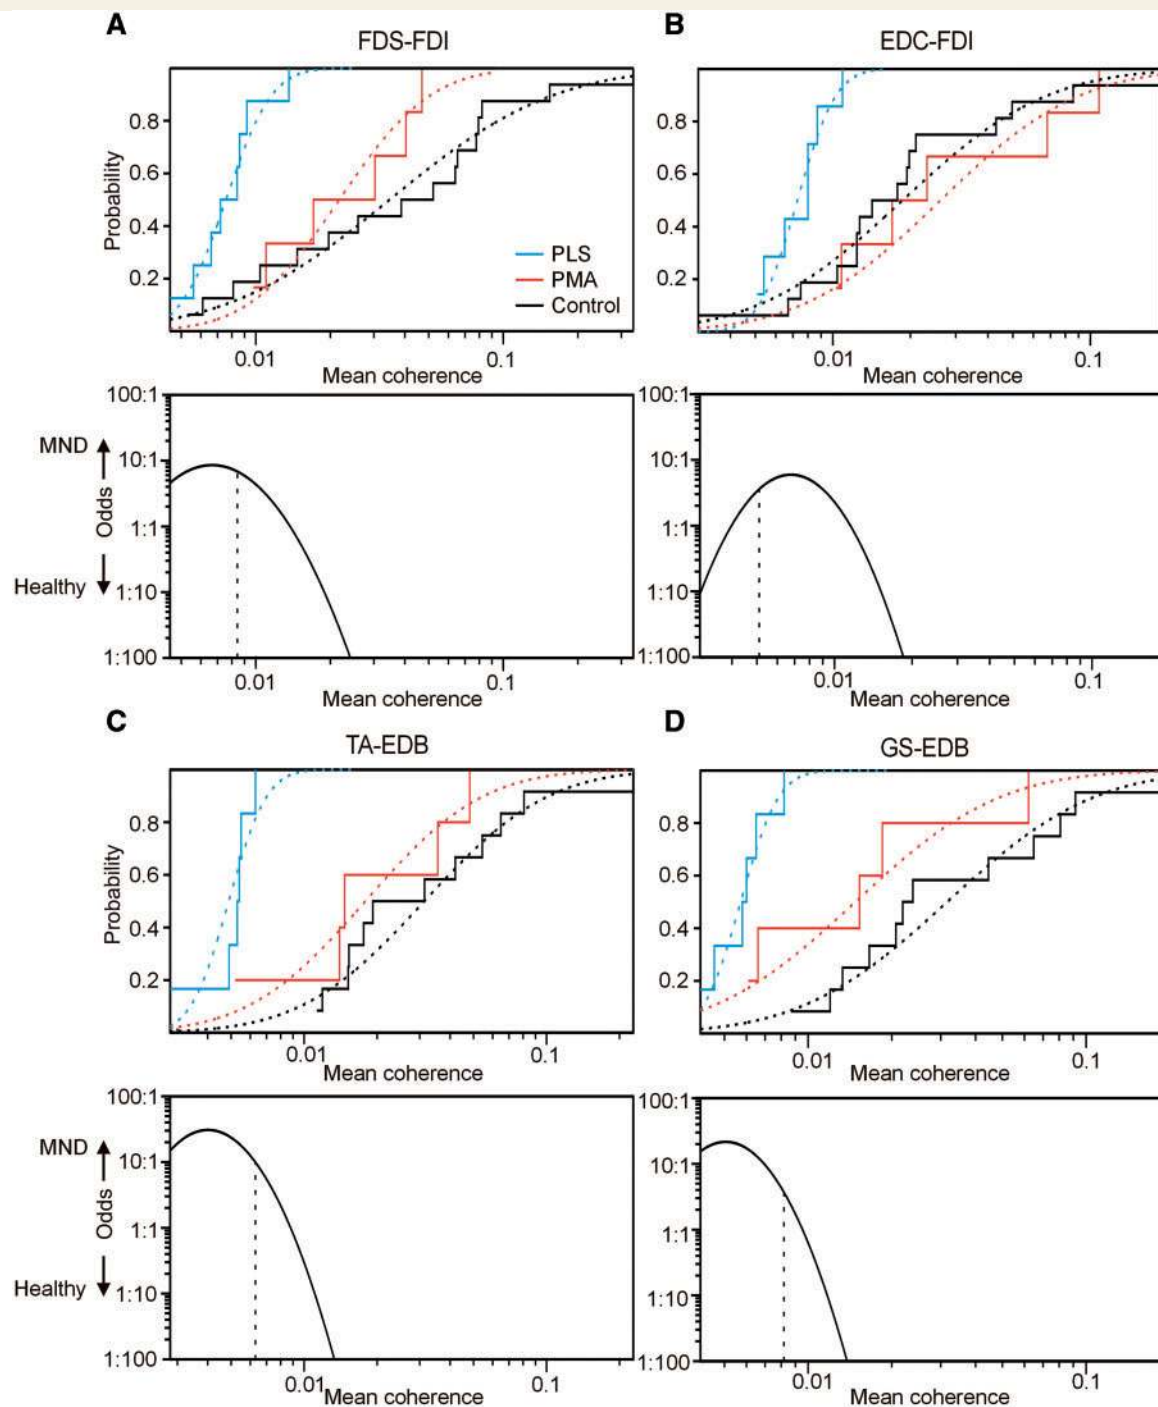 A
FDS-FDI
B
EDC-FDI
Probability
0.8
0.6
0.4
0.2
PLS
PMA
Control
0.01
0.1
Mean coherence
0.8
0.6
0.4
0.2
0.01
0.1
Mean coherence
MND
Odds
Healthy
100:1
10:1
1:1
1:10
1:100
0.01
0.1
Mean coherence
100:1
10:1
1:1
1:10
1:100
0.01
0.1
Mean coherence
C
TA-EDB
D
GS-EDB
Probability
0.8
0.6
0.4
0.2
0.01
0.1
Mean coherence
0.8
0.6
0.4
0.2
0.01
0.1
Mean coherence
MND
Odds
Healthy
100:1
10:1
1:1
1:10
1:100
0.01
0.1
Mean coherence
100:1
10:1
1:1
1:10
1:100
0.01
0.1
Mean coherence